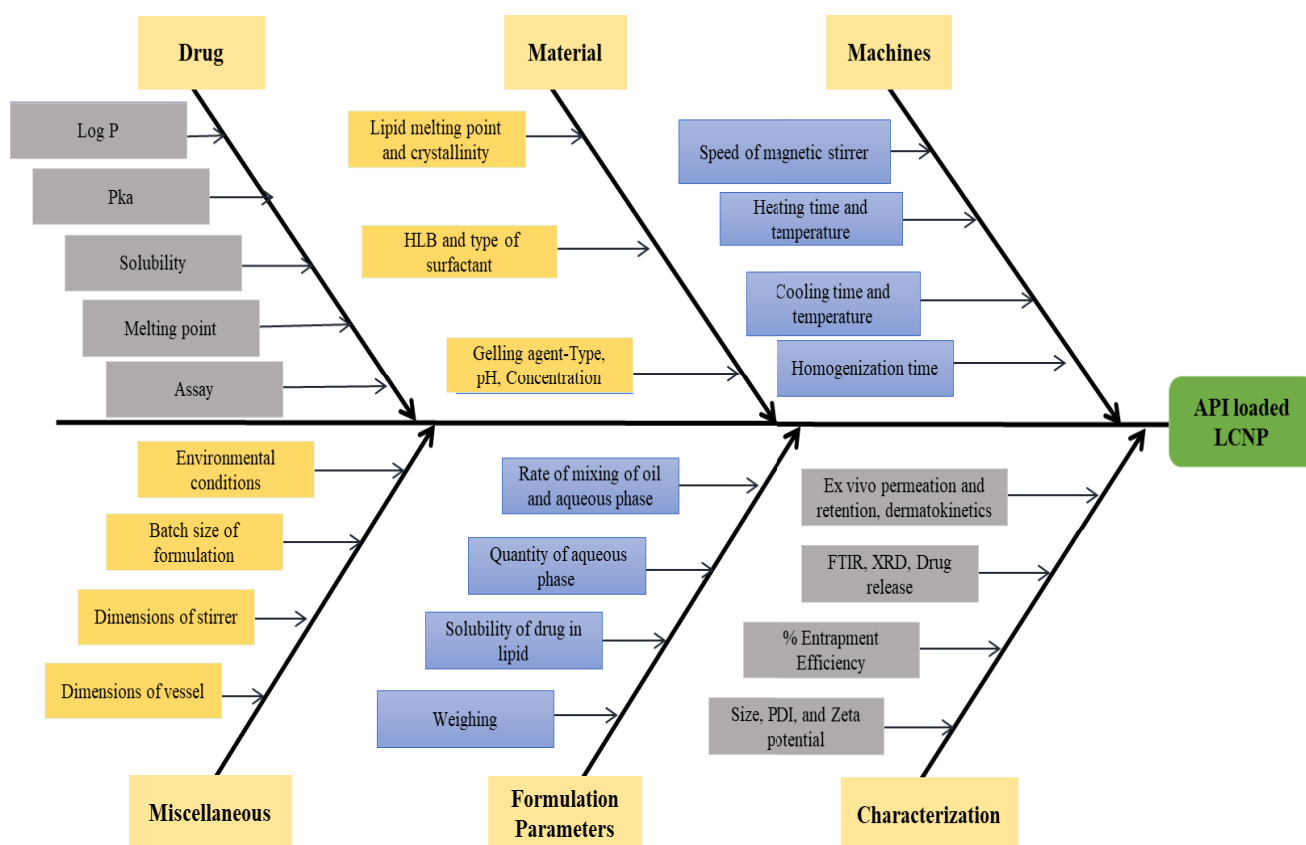 Drug
Material
Machines
Log P
Pka
Solubility
Melting point
Assay
Lipid melting point
and crystallinity
HLB and type of
surfactant
Gelling agent-Type,
pH, Concentration
Speed of magnetic stirrer
Heating time and
temperature
Cooling time and
temperature
Homogenization time
API loaded
LCNP
Environmental
conditions
Batch size of
formulation
Dimensions of stirrer
Dimensions of vessel
Rate of mixing of oil
and aqueous phase
Quantity of aqueous
phase
Solubility of drug in
lipid
Weighing
Ex vivo permeation and
retention, dermatokinetics
FTIR, XRD, Drug
release
% Entrapment
Efficiency
Size, PDI, and Zeta
potential
Miscellaneous
Formulation
Parameters
Characterization